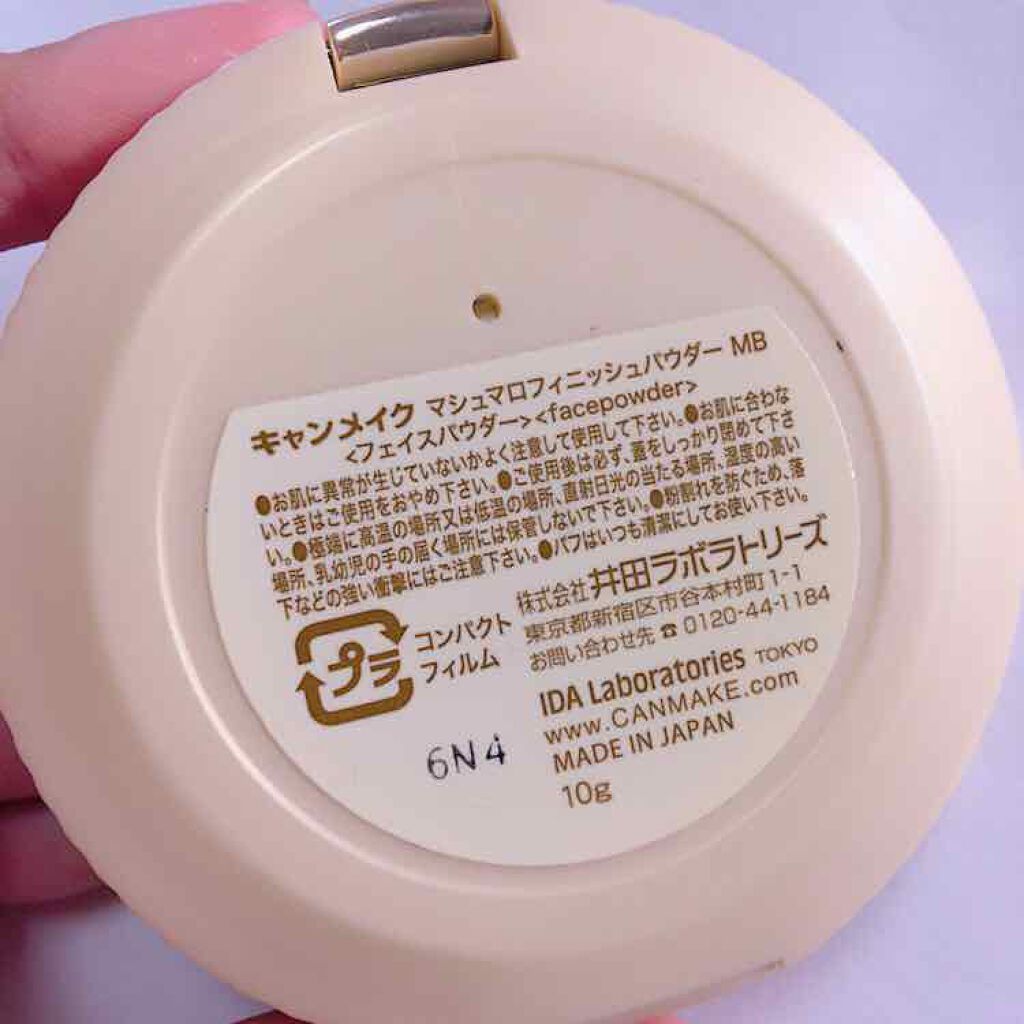 キャンメイク マシュマロフィニッシュパウダー MB
<フェイスパウダー><facepowder>
●お肌に異常が生じていないかよく注意して使用して下さい。●お肌に合わな
いときはご使用をおやめ下さい。●ご使用後は必ず、蓋をしっかり閉めて下さ
い。●極端に高温の場所又は低温の場所、直射日光の当たる場所、湿度の高い
場所、乳幼児の手の届く場所には保管しないで下さい。●粉割れを防ぐため、落
下などの強い衝撃にはご注意下さい。●パフはいつも清潔にしてお使い下さい。
プラ
コンパクト
フィルム
株式会社 井田ラボラトリーズ
東京都新宿区市谷本村町1-1
お問い合わせ先 ☎ 0120-44-1184
IDA Laboratories TOKYO
www.CANMAKE.com
MADE IN JAPAN
10g
6N4